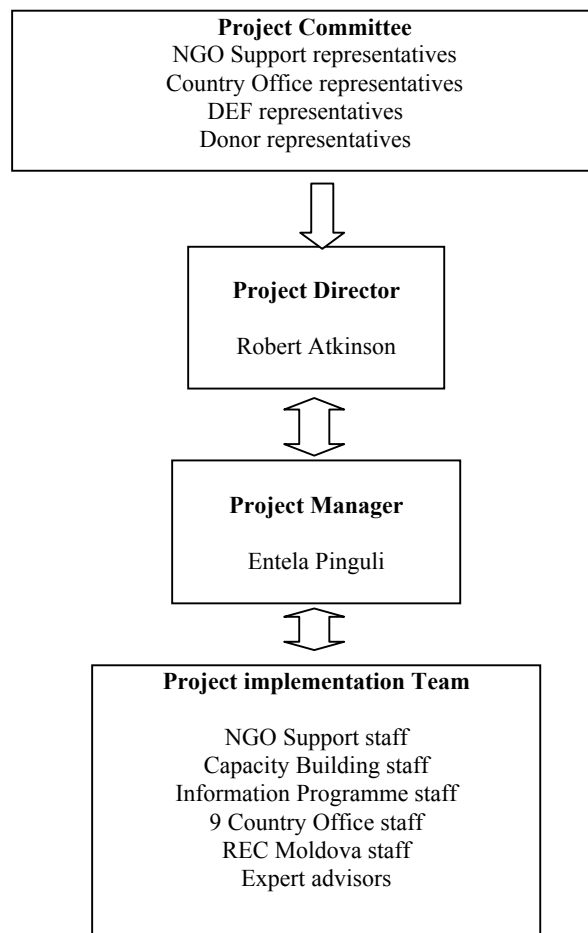 Project Committee
NGO Support representatives
Country Office representatives
DEF representatives
Donor representatives
Project Director
Robert Atkinson
Project Manager
Entela Pinguli
Project implementation Team
NGO Support staff
Capacity Building staff
Information Programme staff
9 Country Office staff
REC Moldova staff
Expert advisors